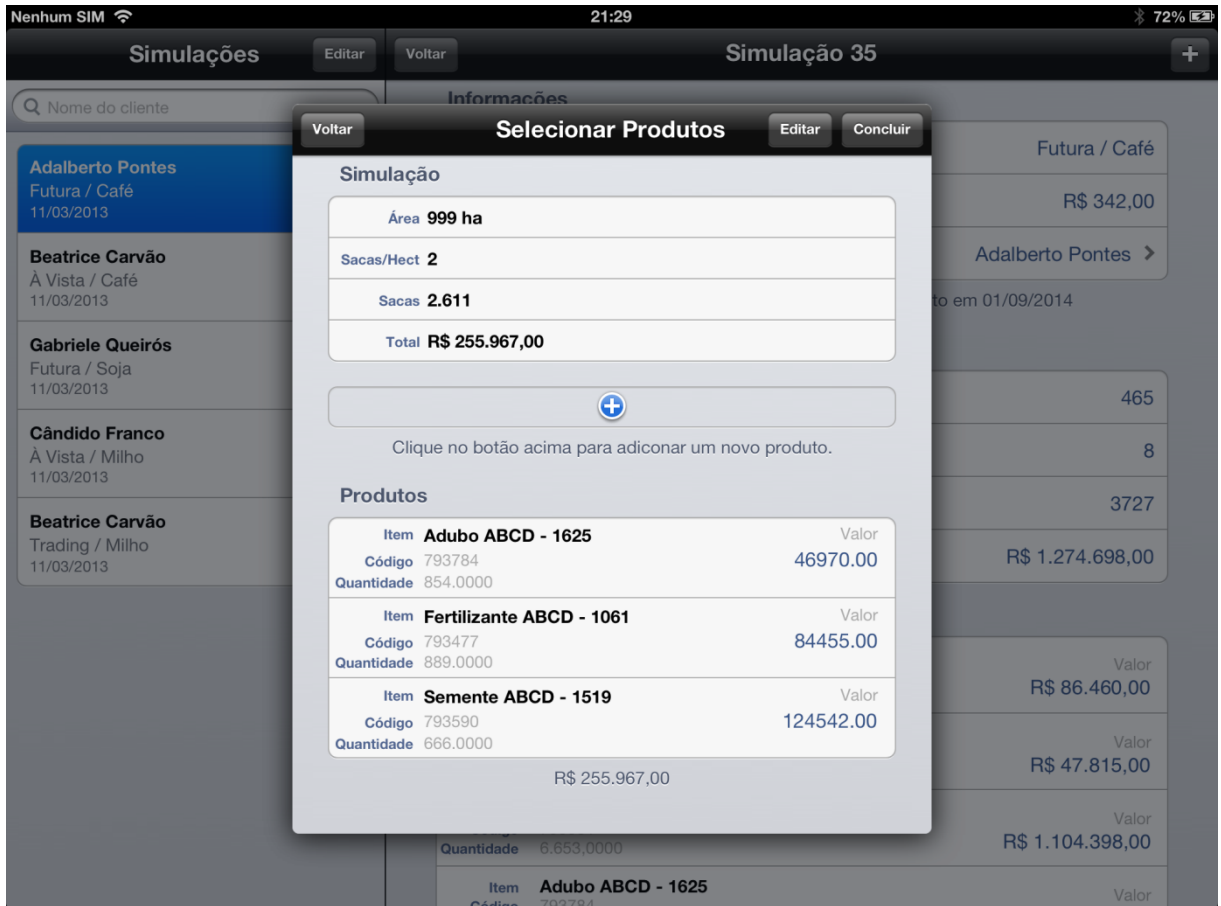 Nenhum SIM
21:29
72%
Simulações
Editar
Voltar
Simulação 35
Nome do cliente
Adalberto Pontes
Futura / Café
11/03/2013
Beatrice Carvão
À Vista / Café
11/03/2013
Gabriele Queirós
Futura / Soja
11/03/2013
Cândido Franco
À Vista / Milho
11/03/2013
Beatrice Carvão
Trading / Milho
11/03/2013
Informações
Voltar
Selecionar Produtos
Editar
Concluir
Simulação
Área 999 ha
Sacas/Hect 2
Sacas 2.611
Total R$ 255.967,00
Clique no botão acima para adiconar um novo produto.
Produtos
Item Adubo ABCD - 1625
Valor
Código 793784
46970.00
Quantidade 854.0000
Item Fertilizante ABCD - 1061
Valor
Código 793477
84455.00
Quantidade 889.0000
Item Semente ABCD - 1519
Valor
Código 793590
124542.00
Quantidade 666.0000
R$ 255.967,00
Futura / Café
R$ 342,00
Adalberto Pontes
em 01/09/2014
465
8
3727
R$ 1.274.698,00
Valor
R$ 86.460,00
Valor
R$ 47.815,00
Valor
R$ 1.104.398,00
Quantidade 6.653,0000
Item Adubo ABCD - 1625
Código 793784
Valor